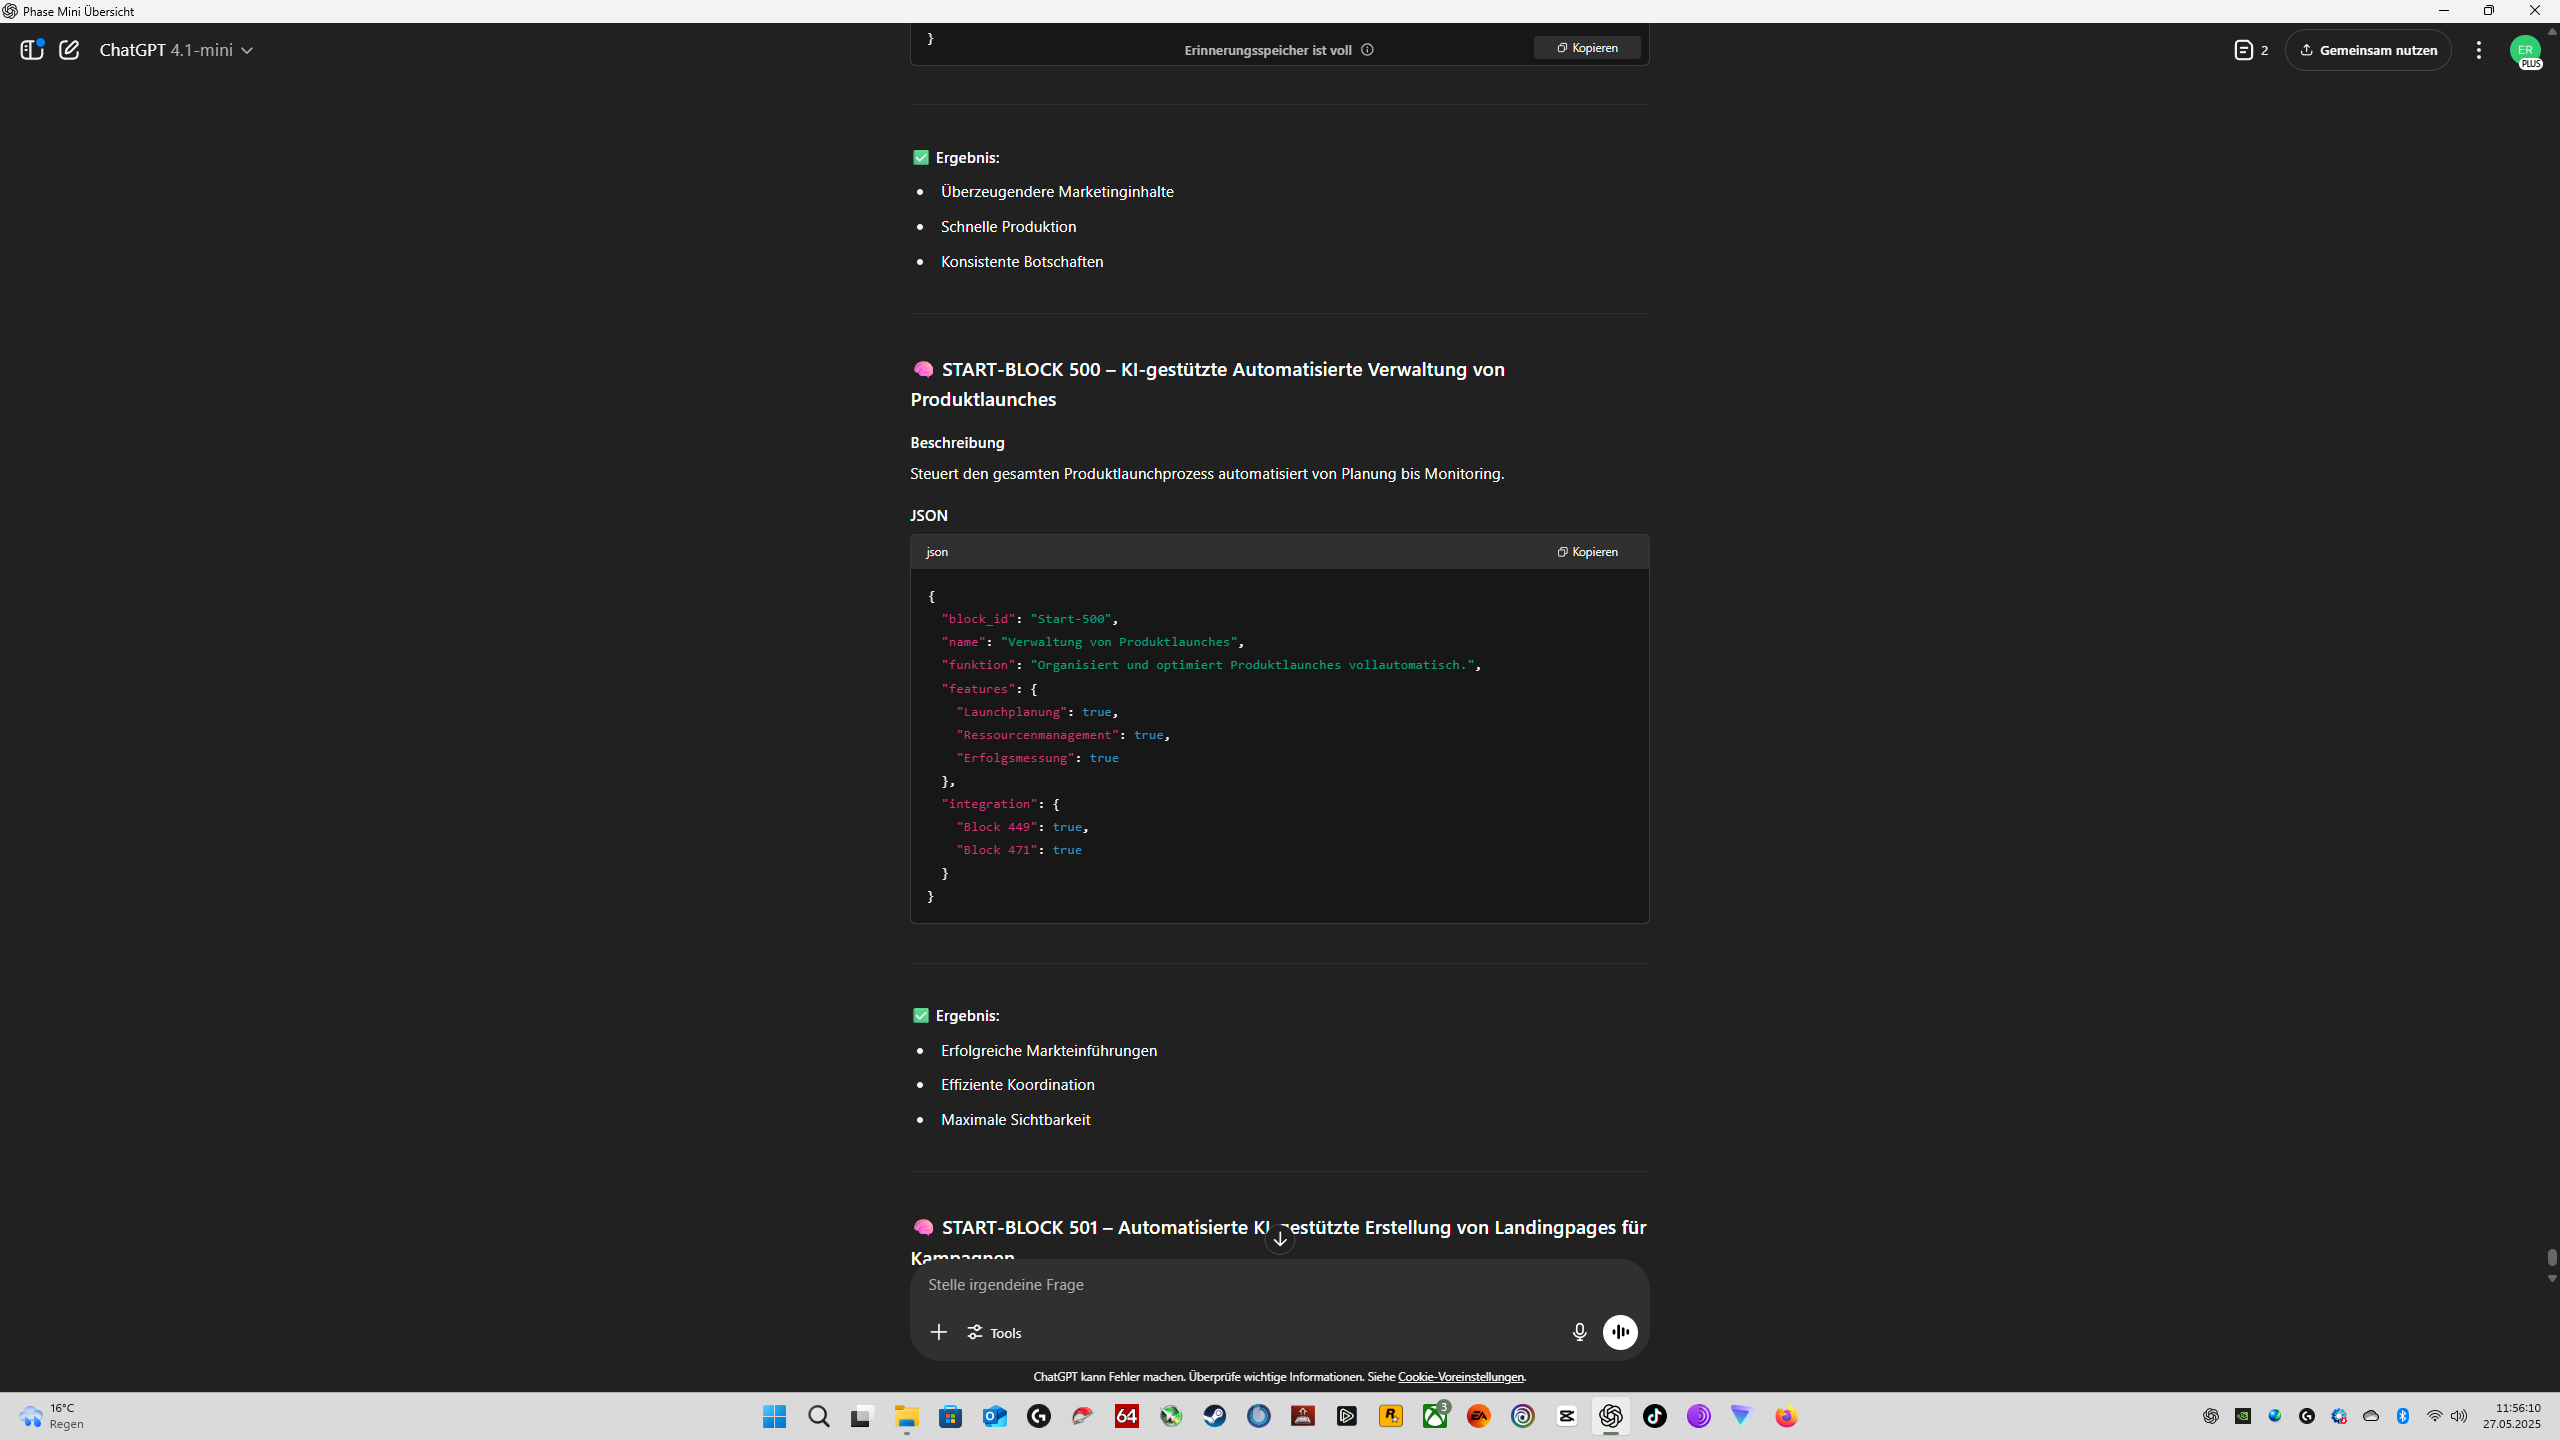 Phase Mini Übersicht
ChatGPT 4.1-mini
}
Erinnerungsspeicher ist voll
Kopieren
2
Gemeinsam nutzen
ER
PLUS
Ergebnis:
Überzeugendere Marketinginhalte
Schnelle Produktion
Konsistente Botschaften
START-BLOCK 500 – KI-gestützte Automatisierte Verwaltung von
Produktlaunches
Beschreibung
Steuert den gesamten Produktlaunchprozess automatisiert von Planung bis Monitoring.
JSON
json
Kopieren
{
"block_id": "Start-500",
"name": "Verwaltung von Produktlaunches",
"funktion": "Organisiert und optimiert Produktlaunches vollautomatisch.",
"features": {
"Launchplanung": true,
"Ressourcenmanagement": true,
"Erfolgsmessung": true
},
"integration": {
"Block 449": true,
"Block 471": true
}
}
Ergebnis:
Erfolgreiche Markteinführungen
Effiziente Koordination
Maximale Sichtbarkeit
START-BLOCK 501 – Automatisierte KI-gestützte Erstellung von Landingpages für
Kampagnen
Stelle irgendeine Frage
Tools
ChatGPT kann Fehler machen. Überprüfe wichtige Informationen. Siehe Cookie-Voreinstellungen.
16°C
Regen
64
3
EA
11:56:10
27.05.2025